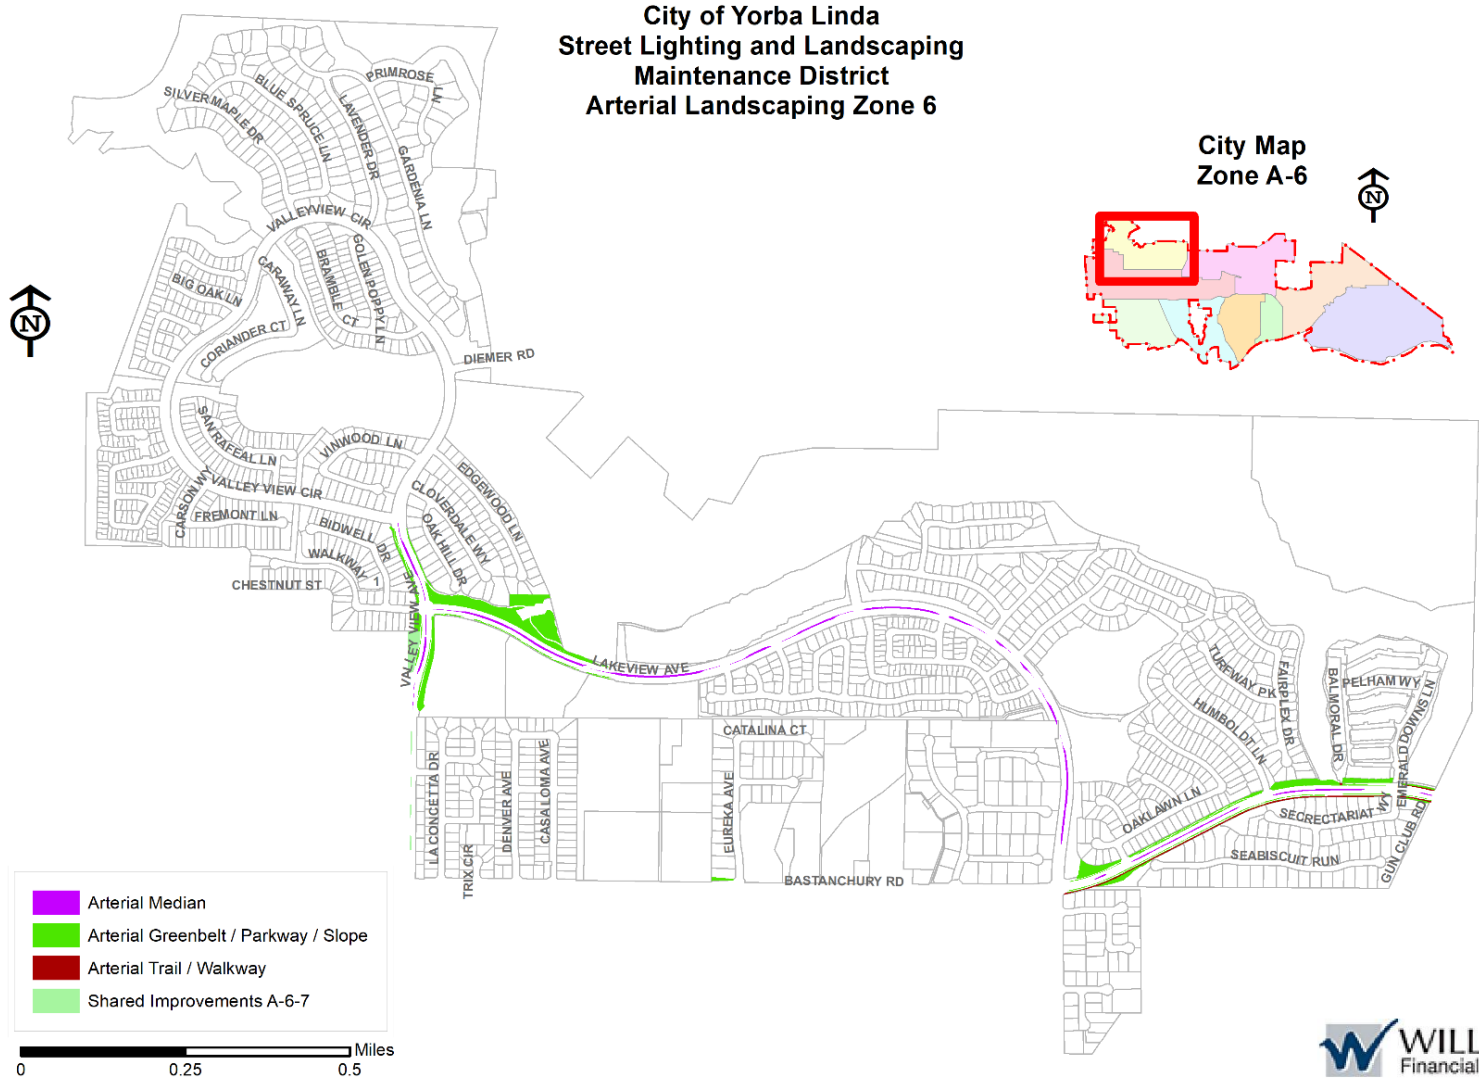 City of Yorba Linda
Street Lighting and Landscaping
Maintenance District
Arterial Landscaping Zone 6
City Map
Zone A-6
N
N
PRIMROSE LN
SILVER MAPLE DR
BLUE SPRUCE LN
LAVENDER DR
GARDENIA LN
VALLEYVIEW CIR
GOLEN POPPY LN
BRAMBLE CT
CARAWAY LN
BIG OAK LN
CORIANDER CT
DIEMER RD
SAN RAFEAL LN
VINWOOD LN
EDGEWOOD LN
CLOVERDALE WY
VALLEY VIEW CIR
CARSON WY
FREMONT LN
OAK HILL DR
BIDWELL DR
WALKWAY 1
CHESTNUT ST
VALLEY VIEW AVE
LAKEVIEW AVE
TURFWAY PK
FAIRPLEX DR
BALMORAL DR
PELHAM WY
EMERALD DOWNS LN
HUMBOLDT LN
CATALINA CT
LACONCETTA DR
DENVER AVE
CASA LOMA AVE
EUREKA AVE
OAKLAWN LN
SECRECTARIAT WY
SEABISCUIT RUN
GUN CLUB RD
TRIX CIR
BASTANCHURY RD
Arterial Median
Arterial Greenbelt / Parkway / Slope
Arterial Trail / Walkway
Shared Improvements A-6-7
Miles
0 0.25 0.5
WILL
Financial